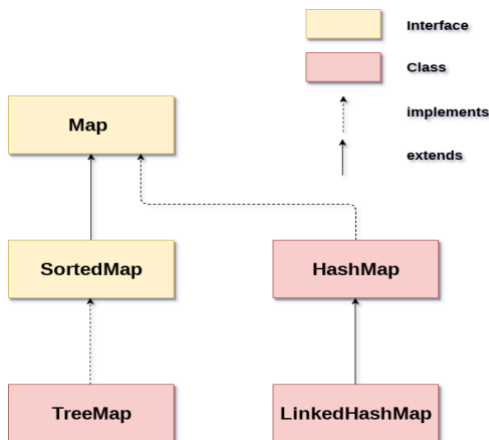 Interface
Class
implements
extends
Map
SortedMap
HashMap
TreeMap
LinkedHashMap